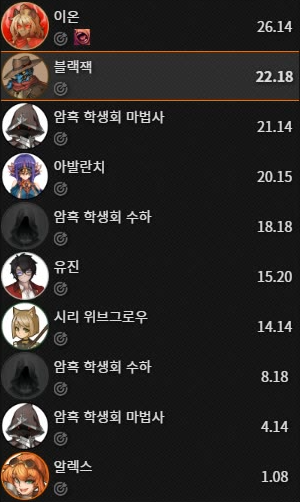 이온
26.14
블랙잭
22.18
암흑 학생회 마법사
21.14
아발란치
20.15
암흑 학생회 수하
18.18
유진
15.20
시리 위브그로우
14.14
암흑 학생회 수하
8.18
암흑 학생회 마법사
4.14
알렉스
1.08